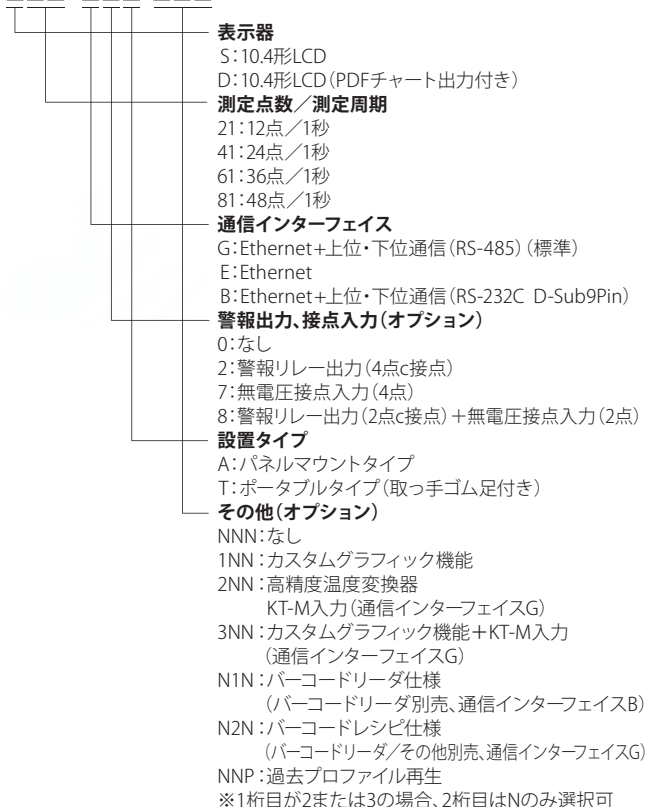 表示器
S:10.4形LCD
D:10.4形LCD(PDFチャート出力付き)
測定点数/測定周期
21:12点/1秒
41:24点/1秒
61:36点/1秒
81:48点/1秒
通信インターフェイス
G:Ethernet+上位・下位通信(RS-485)(標準)
E:Ethernet
B:Ethernet+上位・下位通信(RS-232C D-Sub9Pin)
警報出力、接点入力(オプション)
0:なし
2:警報リレー出力(4点c接点)
7:無電圧接点入力(4点)
8:警報リレー出力(2点c接点)+無電圧接点入力(2点)
設置タイプ
A:パネルマウントタイプ
T:ポータブルタイプ(取っ手ゴム足付き)
その他(オプション)
NNN:なし
1NN:カスタムグラフィック機能
2NN:高精度温度変換器
KT-M入力(通信インターフェイスG)
3NN:カスタムグラフィック機能+KT-M入力
(通信インターフェイスG)
N1N:バーコードリーダ仕様
(バーコードリーダ別売、通信インターフェイスB)
N2N:バーコードレシピ仕様
(バーコードリーダ/その他別売、通信インターフェイスG)
NNP:過去プロファイル再生
※1桁目が2または3の場合、2桁目はNのみ選択可